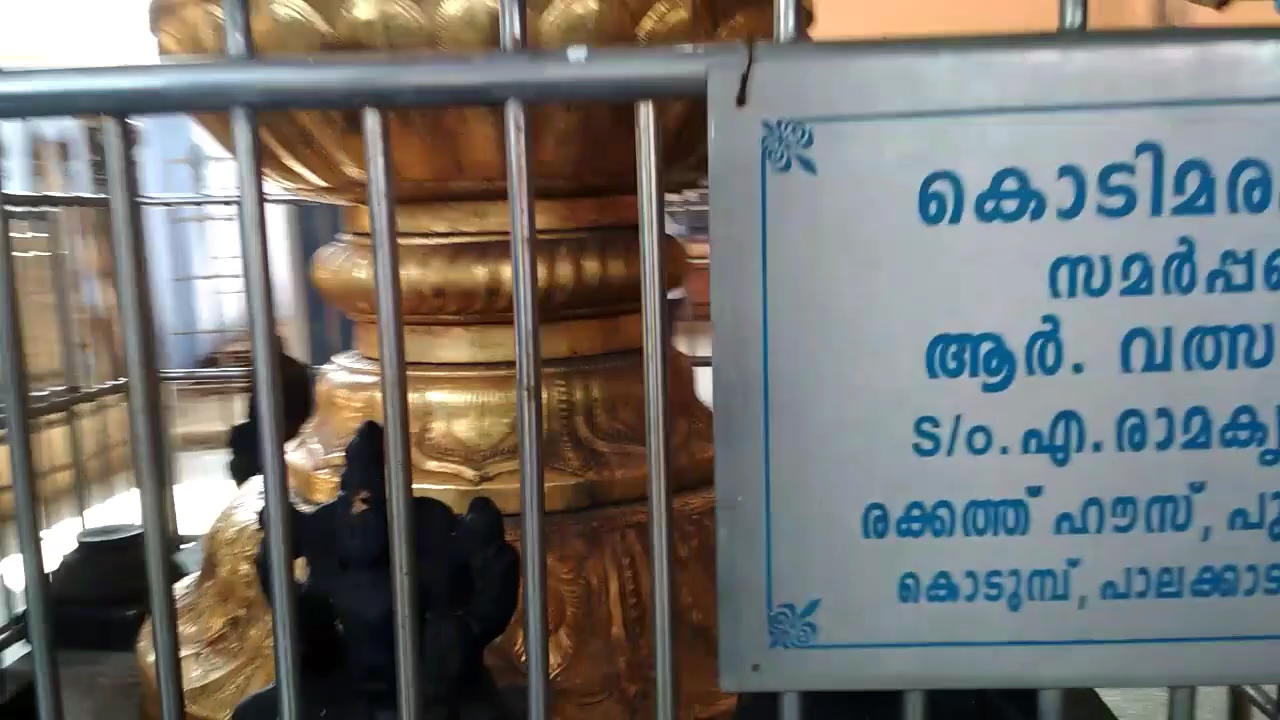 കൊടിമര
സമർപ്പ
ആർ. വത്സ
S/o.എ.രാമകൃ
രക്കത്ത് ഹൗസ്, പു
കൊടുമ്പ്, പാലക്കാട